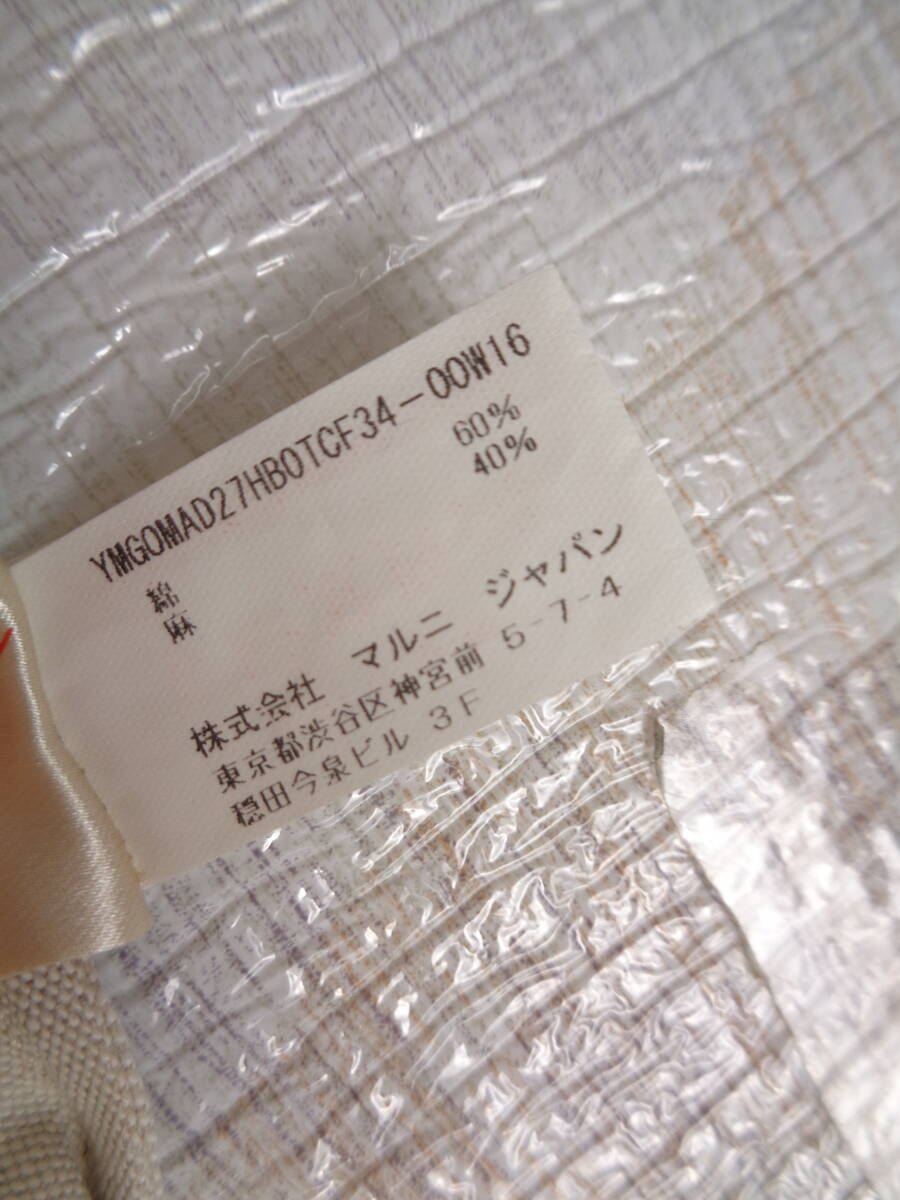 YMGOMAD27HB0TCF34-00W16
綿 60%
麻 40%
株式会社 マルニ ジャパン
東京都渋谷区神宮前 5-7-4
穏田今泉ビル 3F